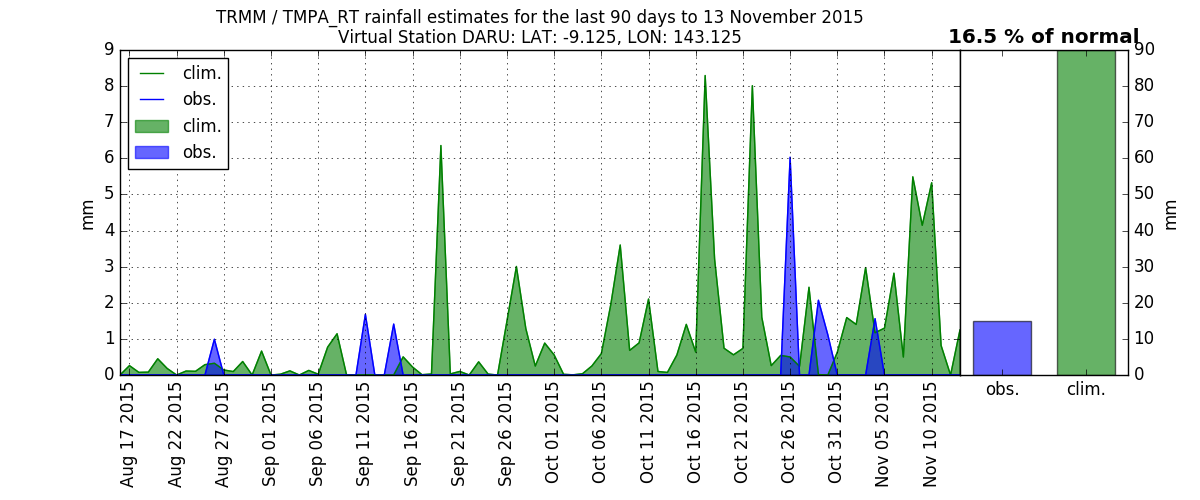 TRMM / TMPA_RT rainfall estimates for the last 90 days to 13 November 2015
Virtual Station DARU: LAT: -9.125, LON: 143.125
16.5 % of normal
clim.
obs.
clim.
obs.
mm
9
8
7
6
5
4
3
2
1
0
Aug 17 2015
Aug 22 2015
Aug 27 2015
Sep 01 2015
Sep 06 2015
Sep 11 2015
Sep 16 2015
Sep 21 2015
Sep 26 2015
Oct 01 2015
Oct 06 2015
Oct 11 2015
Oct 16 2015
Oct 21 2015
Oct 26 2015
Oct 31 2015
Nov 05 2015
Nov 10 2015
obs.
clim.
90
80
70
60
50
40
30
20
10
0
mm